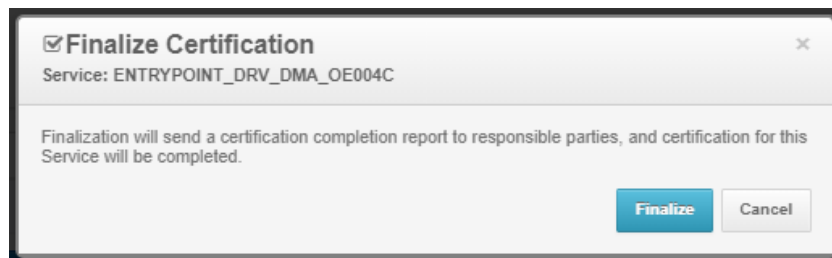 Finalize Certification
×
Service: ENTRYPOINT_DRV_DMA_OE004C
Finalization will send a certification completion report to responsible parties, and certification for this
Service will be completed.
Finalize
Cancel